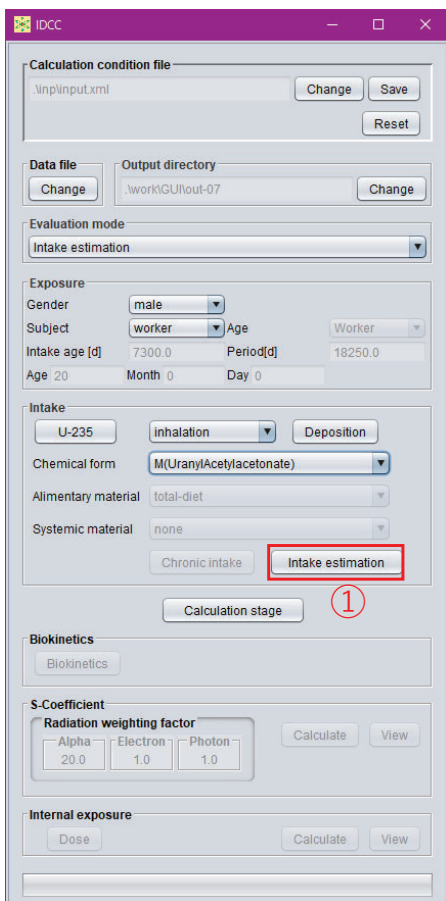 IDCC
Calculation condition file
.\inp\input.xml Change Save
Reset
Data file Output directory
Change .\work\GUI\out-07 Change
Evaluation mode
Intake estimation
Exposure
Gender male
Subject worker Age Worker
Intake age [d] 7300.0 Period[d] 18250.0
Age 20 Month 0 Day 0
Intake
U-235 inhalation Deposition
Chemical form M(UranylAcetylacetonate)
Alimentary material total-diet
Systemic material none
Chronic intake Intake estimation
Calculation stage ①
Biokinetics
Biokinetics
S-Coefficient
Radiation weighting factor
Alpha Electron Photon Calculate View
20.0 1.0 1.0
Internal exposure
Dose Calculate View